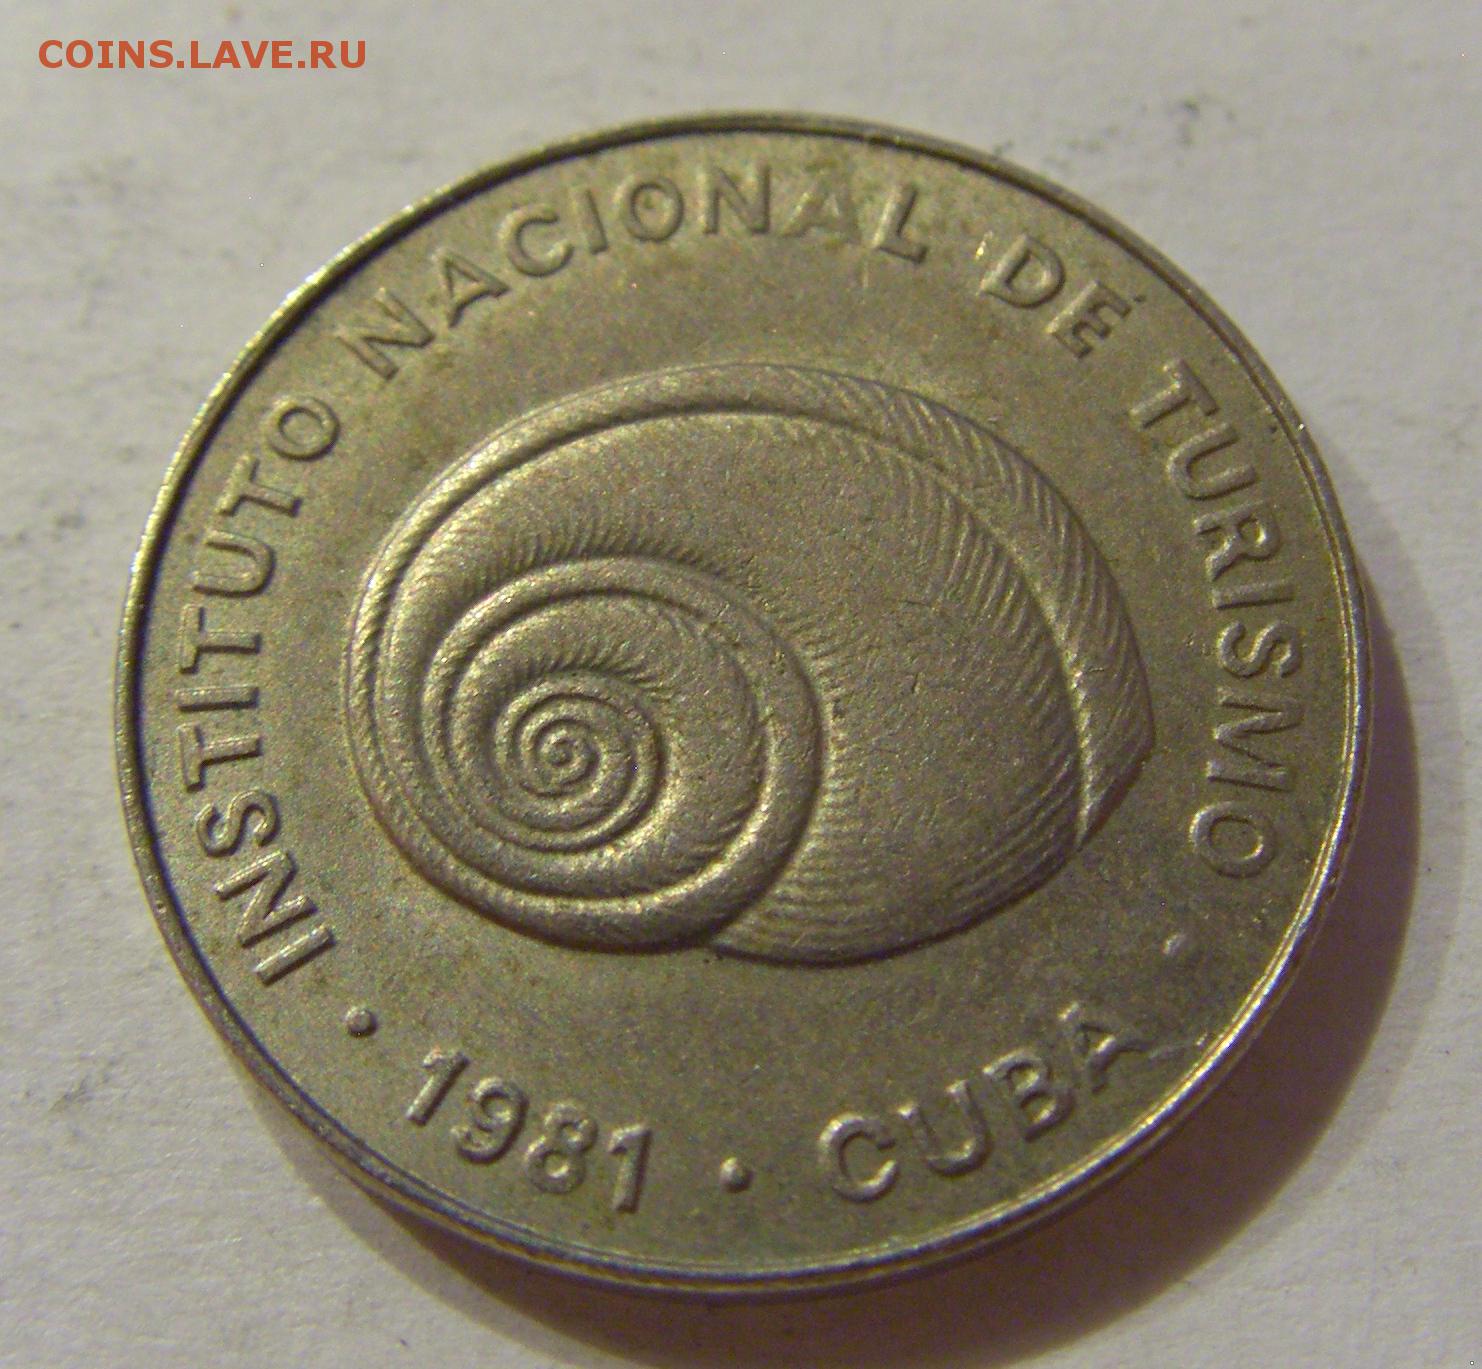 COINS.LAVE.RU
INSTITUTO NACIONAL DE TURISMO
· 1981 · CUBA ·